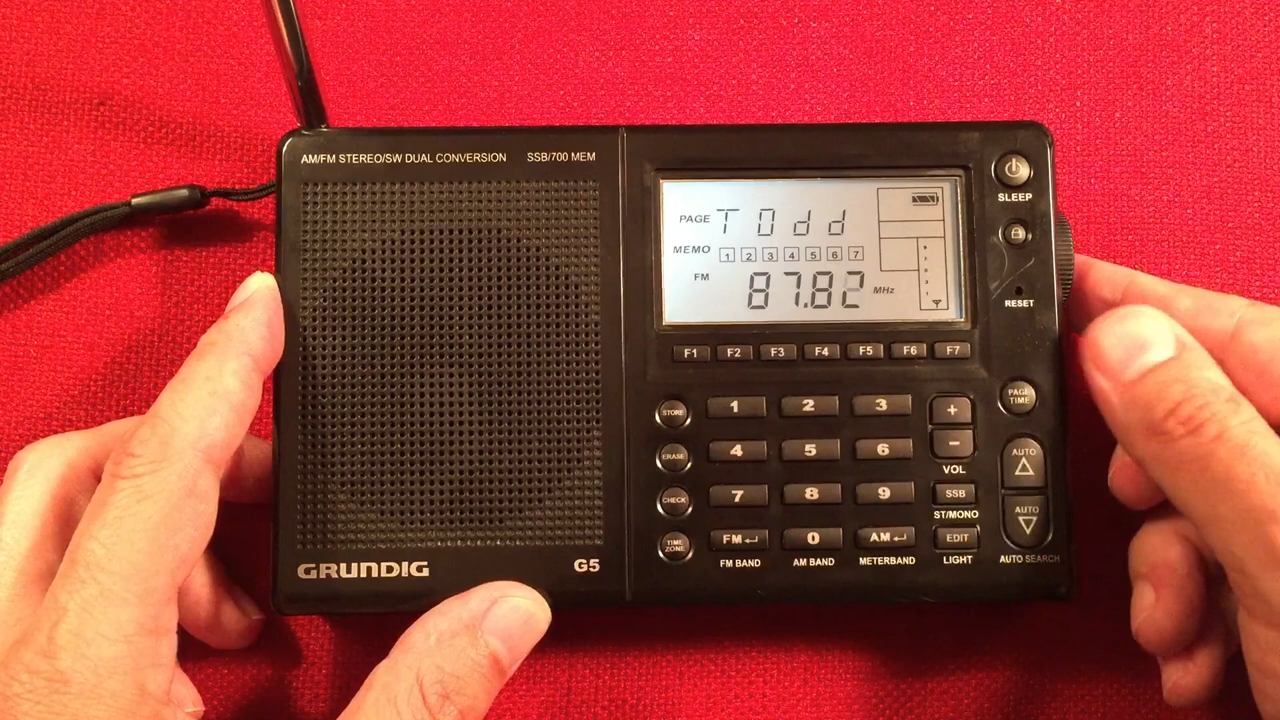 AM/FM STEREO/SW DUAL CONVERSION SSB/700 MEM
SLEEP
PAGE TOdd
MEMO 1 2 3 4 5 6 7
FM 87.82 MHz
RESET
F1 F2 F3 F4 F5 F6 F7
PAGE
TIME
STORE 1 2 3 +
ERASE 4 5 6 -
VOL
AUTO
CHECK 7 8 9 SSB
ST/MONO
AUTO
TIME
ZONE
FM 0 AM EDIT
FM BAND AM BAND METERBAND LIGHT AUTO SEARCH
GRUNDIG G5